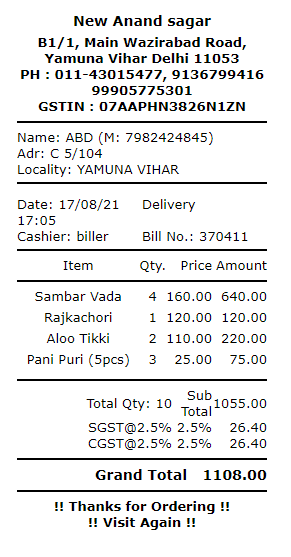 New Anand sagar
B1/1, Main Wazirabad Road,
Yamuna Vihar Delhi 11053
PH : 011-43015477, 9136799416
99905775301
GSTIN : 07AAPHN3826N1ZN
Name: ABD (M: 7982424845)
Adr: C 5/104
Locality: YAMUNA VIHAR
Date: 17/08/21 Delivery
17:05
Cashier: biller Bill No.: 370411
Item Qty. Price Amount
Sambar Vada 4 160.00 640.00
Rajkachori 1 120.00 120.00
Aloo Tikki 2 110.00 220.00
Pani Puri (5pcs) 3 25.00 75.00
Total Qty: 10 Sub Total 1055.00
SGST@2.5% 2.5% 26.40
CGST@2.5% 2.5% 26.40
Grand Total 1108.00
!! Thanks for Ordering !!
!! Visit Again !!